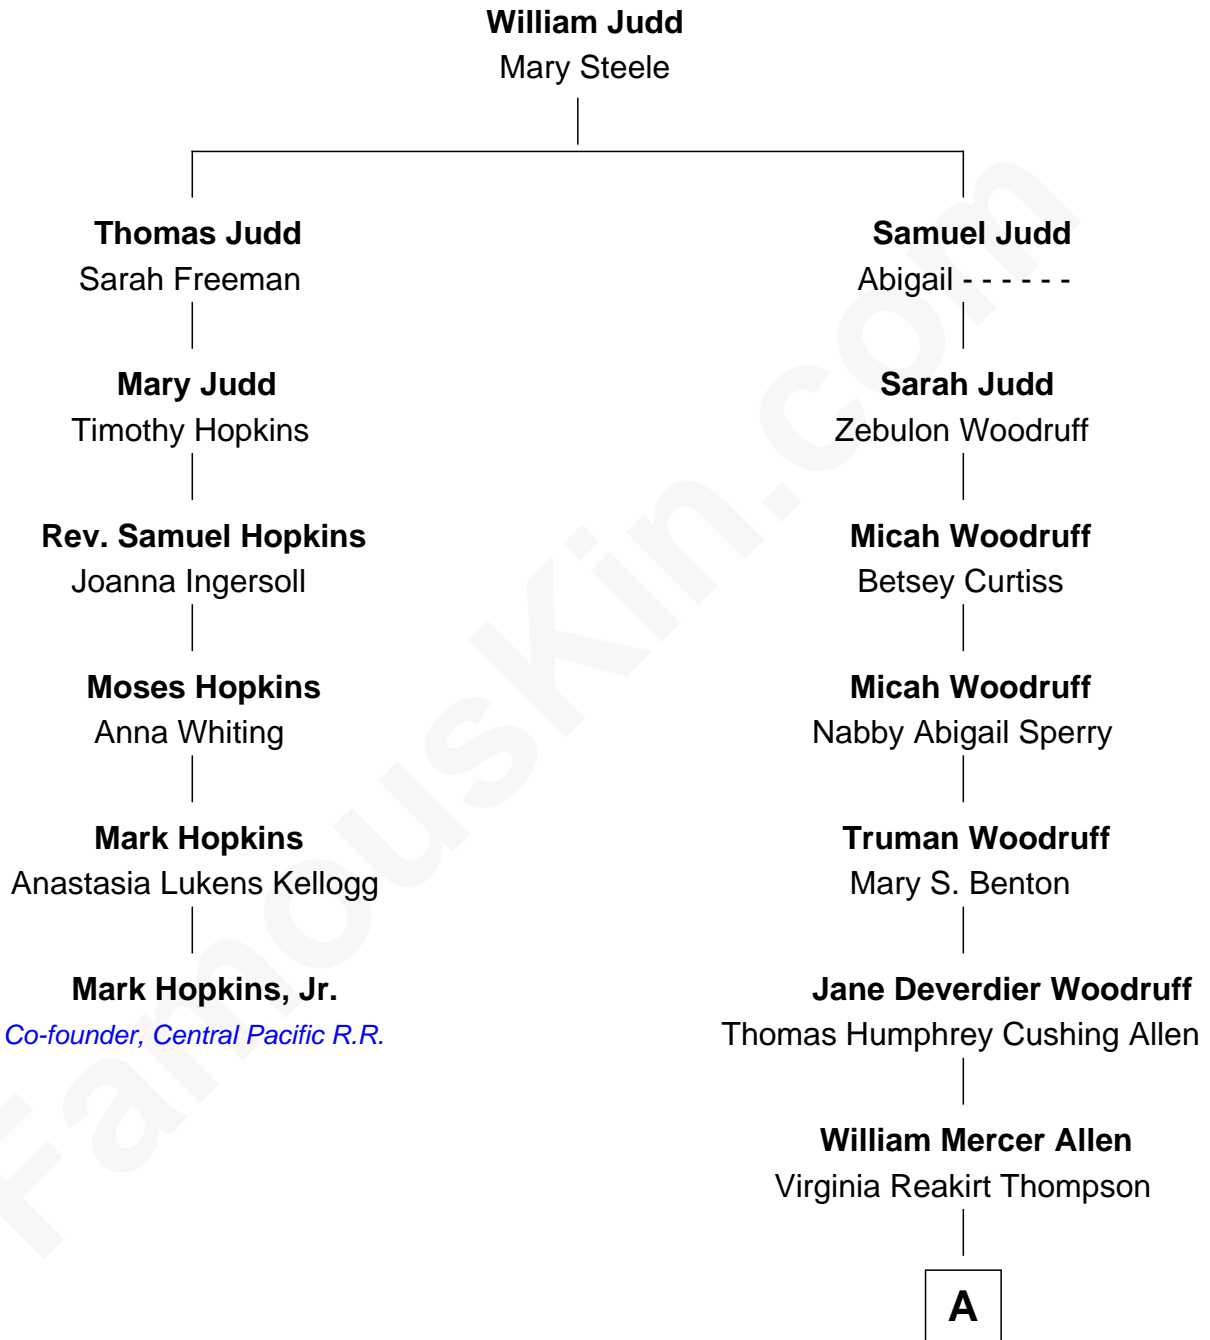 William Judd
Mary Steele
Thomas Judd
Sarah Freeman
Mary Judd
Timothy Hopkins
Rev. Samuel Hopkins
Joanna Ingersoll
Moses Hopkins
Anna Whiting
Mark Hopkins
Anastasia Lukens Kellogg
Mark Hopkins, Jr.
Co-founder, Central Pacific R.R.
Samuel Judd
Abigail - - - - - -
Sarah Judd
Zebulon Woodruff
Micah Woodruff
Betsey Curtiss
Micah Woodruff
Nabby Abigail Sperry
Truman Woodruff
Mary S. Benton
Jane Deverdier Woodruff
Thomas Humphrey Cushing Allen
William Mercer Allen
Virginia Reakirt Thompson
A
FamousKin.com